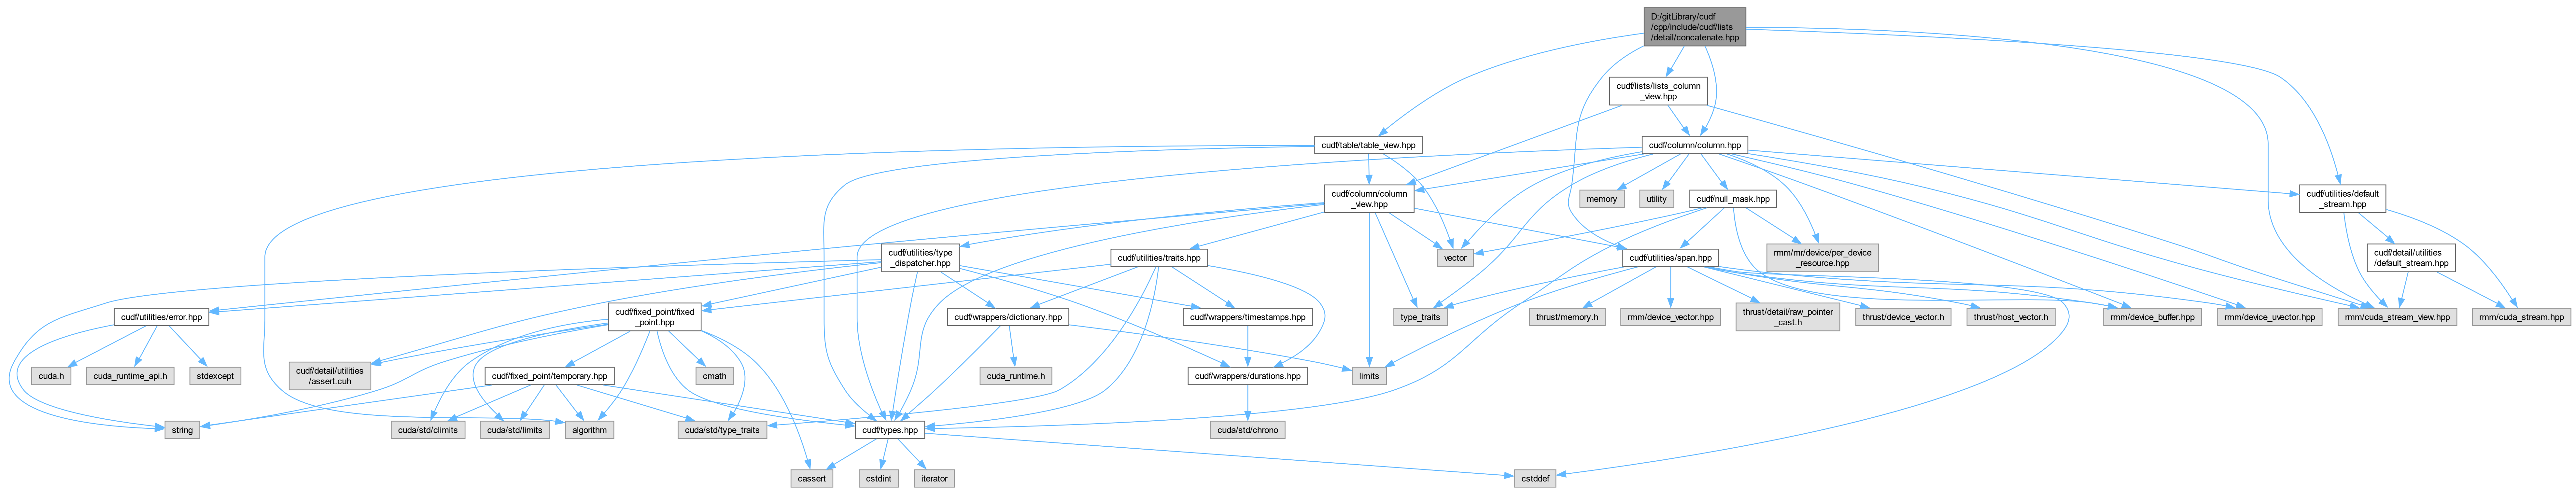 D:/gitLibrary/cudf
/cpp/include/cudf/lists
/detail/concatenate.hpp
cudf/lists/lists_column
_view.hpp
cudf/table/table_view.hpp
cudf/column/column.hpp
cudf/column/column
_view.hpp
memory
utility
cudf/null_mask.hpp
cudf/utilities/default
_stream.hpp
cudf/utilities/type
_dispatcher.hpp
cudf/utilities/traits.hpp
vector
cudf/utilities/span.hpp
rmm/mr/device/per_device
_resource.hpp
cudf/detail/utilities
/default_stream.hpp
cudf/utilities/error.hpp
cudf/fixed_point/fixed
_point.hpp
cudf/wrappers/dictionary.hpp
cudf/wrappers/timestamps.hpp
type_traits
thrust/memory.h
rmm/device_vector.hpp
thrust/detail/raw_pointer
_cast.h
thrust/device_vector.h
thrust/host_vector.h
rmm/device_buffer.hpp
rmm/device_uvector.hpp
rmm/cuda_stream_view.hpp
rmm/cuda_stream.hpp
cuda.h
cuda_runtime_api.h
stdexcept
cudf/detail/utilities
/assert.cuh
cudf/fixed_point/temporary.hpp
cmath
cuda_runtime.h
cudf/wrappers/durations.hpp
limits
string
cuda/std/climits
cuda/std/limits
algorithm
cuda/std/type_traits
cudf/types.hpp
cuda/std/chrono
cassert
cstdint
iterator
cstddef